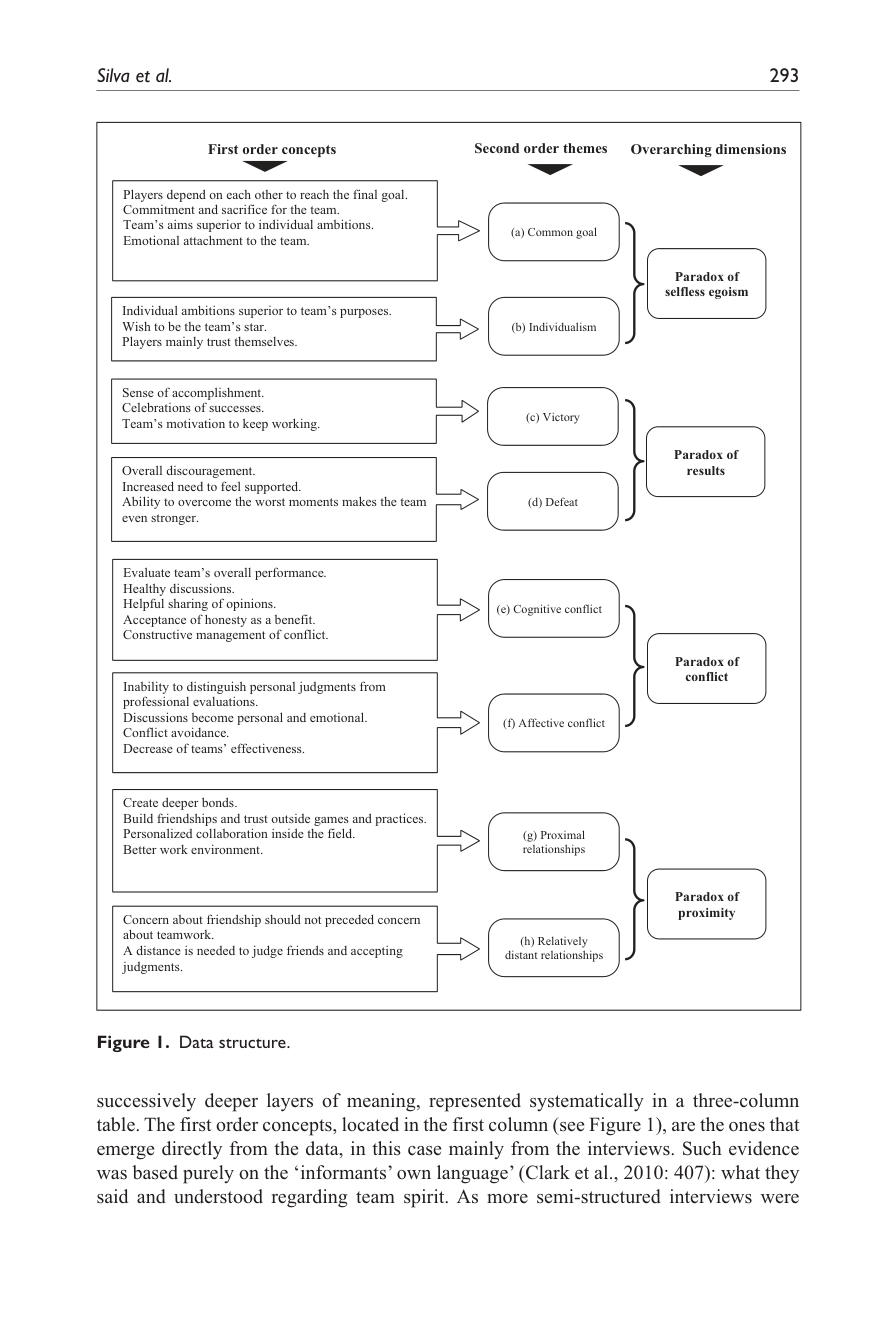 Silva et al.
293
First order concepts
Second order themes
Overarching dimensions
Players depend on each other to reach the final goal.
Commitment and sacrifice for the team.
Team’s aims superior to individual ambitions.
Emotional attachment to the team.
(a) Common goal
Individual ambitions superior to team’s purposes.
Wish to be the team’s star.
Players mainly trust themselves.
(b) Individualism
Paradox of
selfless egoism
Sense of accomplishment.
Celebrations of successes.
Team’s motivation to keep working.
(c) Victory
Overall discouragement.
Increased need to feel supported.
Ability to overcome the worst moments makes the team
even stronger.
(d) Defeat
Paradox of
results
Evaluate team’s overall performance.
Healthy discussions.
Helpful sharing of opinions.
Acceptance of honesty as a benefit.
Constructive management of conflict.
(e) Cognitive conflict
Inability to distinguish personal judgments from
professional evaluations.
Discussions become personal and emotional.
Conflict avoidance.
Decrease of teams’ effectiveness.
(f) Affective conflict
Paradox of
conflict
Create deeper bonds.
Build friendships and trust outside games and practices.
Personalized collaboration inside the field.
Better work environment.
(g) Proximal
relationships
Concern about friendship should not preceded concern
about teamwork.
A distance is needed to judge friends and accepting
judgments.
(h) Relatively
distant relationships
Paradox of
proximity
Figure 1. Data structure.
successively deeper layers of meaning, represented systematically in a three-column
table. The first order concepts, located in the first column (see Figure 1), are the ones that
emerge directly from the data, in this case mainly from the interviews. Such evidence
was based purely on the ‘informants’ own language’ (Clark et al., 2010: 407): what they
said and understood regarding team spirit. As more semi-structured interviews were